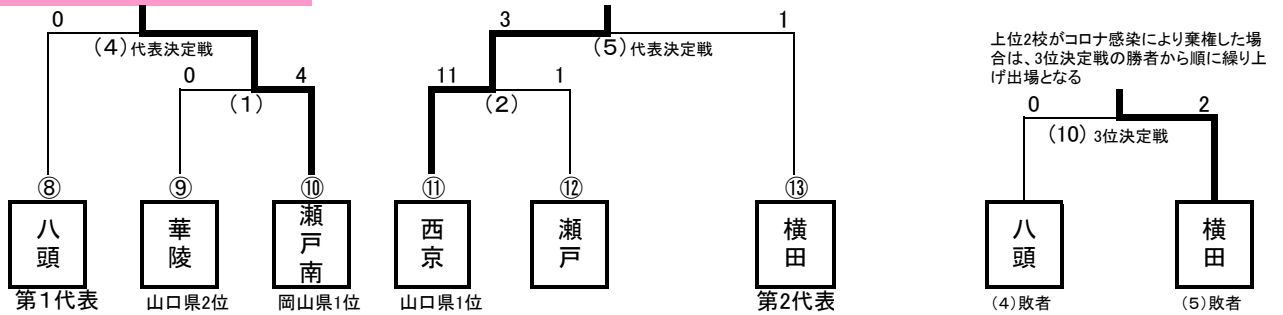 0
3
1
(4)代表決定戦
(5)代表決定戦
上位2校がコロナ感染により棄権した場
合は、3位決定戦の勝者から順に繰り上
げ出場となる
0
4
11
1
(1)
(2)
0
2
(10) 3位決定戦
⑧
⑨
⑩
⑪
⑫
⑬
八頭
華陵
瀬戸南
西京
瀬戸
横田
八頭
横田
第1代表
山口県2位
岡山県1位
山口県1位
第2代表
(4)敗者
(5)敗者